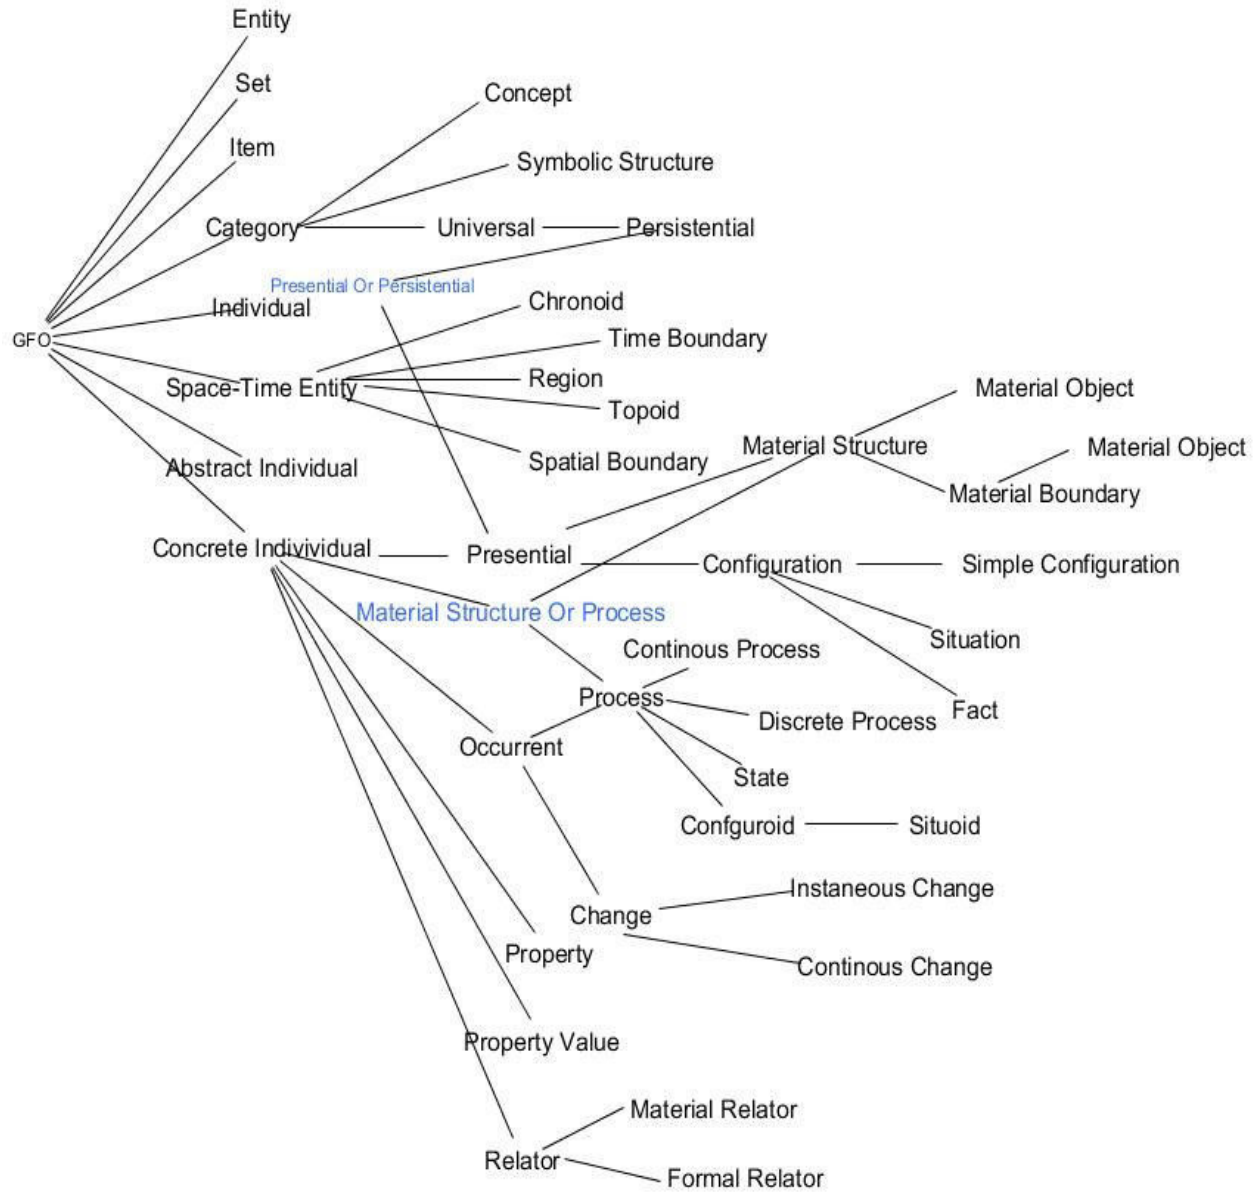 Entity
Set
Concept
Item
Symbolic Structure
Category
Universal
Persistential
Presential Or Persistential
Individual
Chronoid
GFO
Time Boundary
Space-Time Entity
Region
Material Object
Topoid
Material Structure
Material Object
Abstract Individual
Spatial Boundary
Material Boundary
Concrete Indivividual
Presential
Configuration
Simple Configuration
Material Structure Or Process
Situation
Continous Process
Process
Discrete Process
Fact
Occurrent
State
Confguroid
Situoid
Instaneous Change
Change
Property
Continous Change
Property Value
Material Relator
Relator
Formal Relator